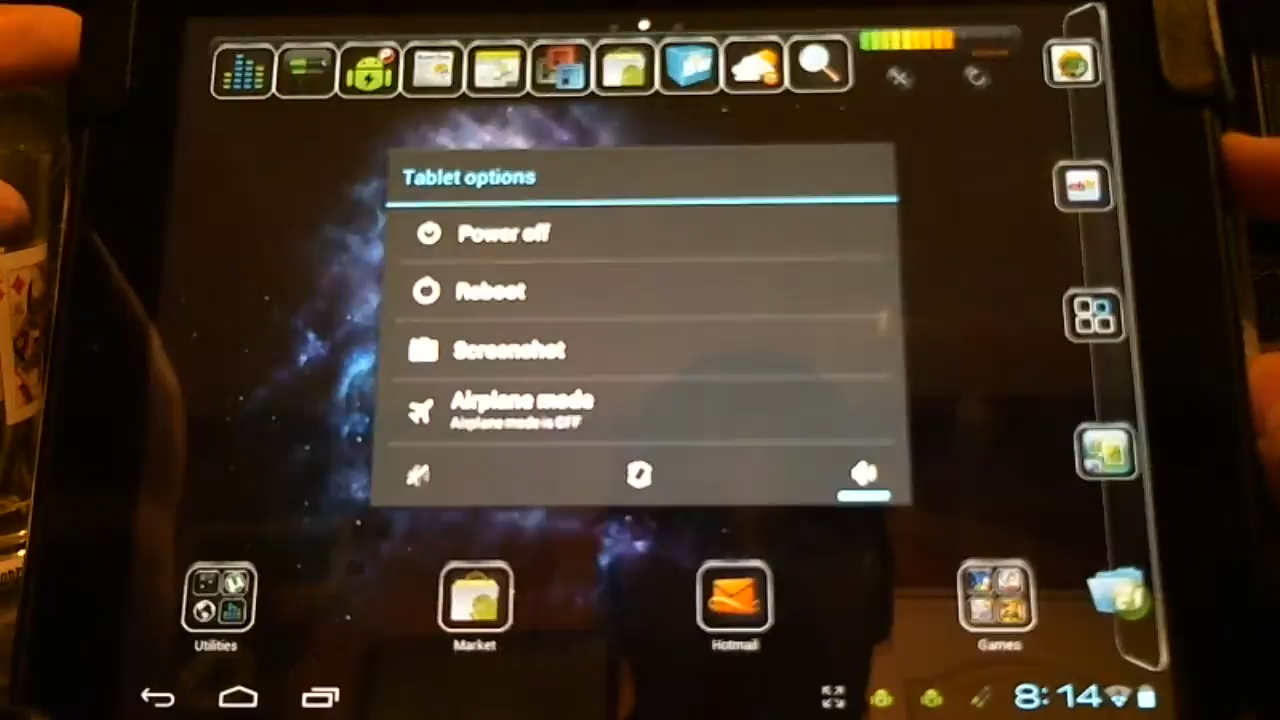 Tablet options
Power off
Reboot
Screenshot
Airplane mode
Airplane mode is OFF
Utilities
Market
Hotmail
Games
8:14